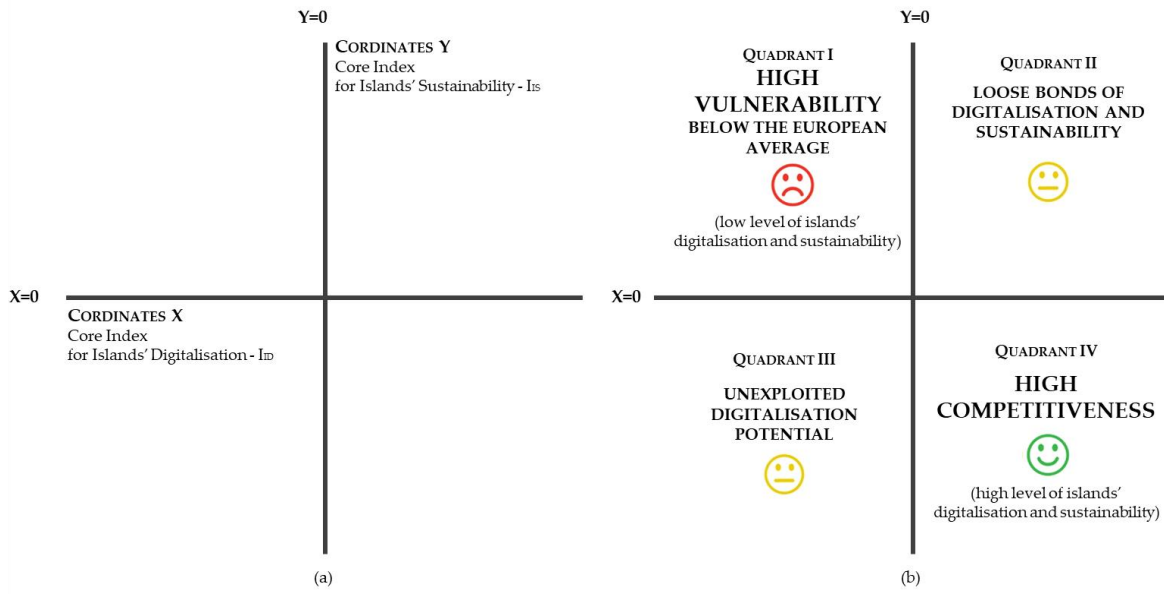 Y=0
CORDINATES Y
Core Index
for Islands' Sustainability - IIS
X=0
CORDINATES X
Core Index
for Islands' Digitalisation - IID
(a)
Y=0
QUADRANT I
HIGH
VULNERABILITY
BELOW THE EUROPEAN
AVERAGE
(low level of islands'
digitalisation and sustainability)
QUADRANT II
LOOSE BONDS OF
DIGITALISATION AND
SUSTAINABILITY
X=0
QUADRANT III
UNEXPLOITED
DIGITALISATION
POTENTIAL
QUADRANT IV
HIGH
COMPETITIVENESS
(high level of islands'
digitalisation and sustainability)
(b)